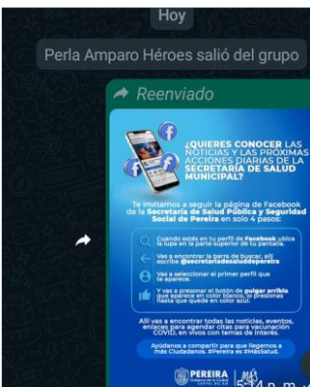 Hoy
Perla Amparo Héroes salió del grupo
Reenviado
¿QUIERES CONOCER LAS
NOTICIAS Y LAS PRÓXIMAS
ACCIONES DIARIAS DE LA
SECRETARÍA DE SALUD
MUNICIPAL?
Te invitamos a seguir la página de Facebook
de la Secretaría de Salud Pública y Seguridad
Social de Pereira en solo 4 pasos:
Cuando estés en tu perfil de Facebook ubica
la lupa en la parte superior de tu pantalla.
Vas a encontrar la barra de buscar, allí
escribe @secretariadesaluddepereira
Vas a seleccionar el primer perfil que
te aparece.
Y vas a presionar el botón de pulgar arriba
que aparece en color blanco, lo presionas
hasta que quede en color azul.
Allí vas a encontrar todas las noticias, eventos,
enlaces para agendar citas para vacunación
COVID, en vivos con temas de interés.
Ayúdanos a compartir para que llegemos a
más Ciudadanos. #Pereira es #MásSalud.
PEREIRA
p. m.